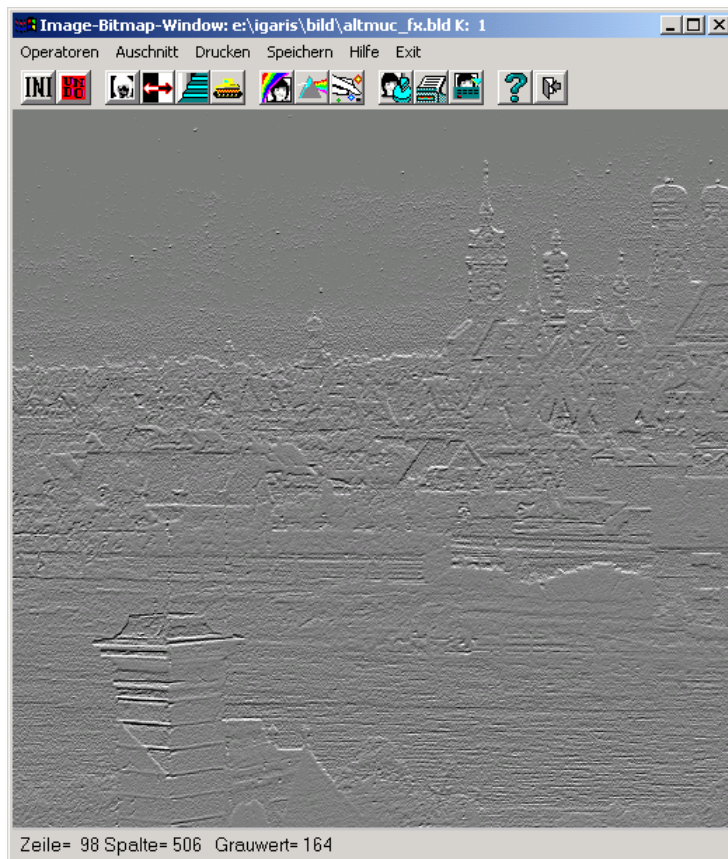 Image-Bitmap-Window: e:\igaris\bild\altmuc_fx.bld K: 1
Operatoren Auschnitt Drucken Speichern Hilfe Exit
INI UNDO
Zeile= 98 Spalte= 506 Grauwert= 164